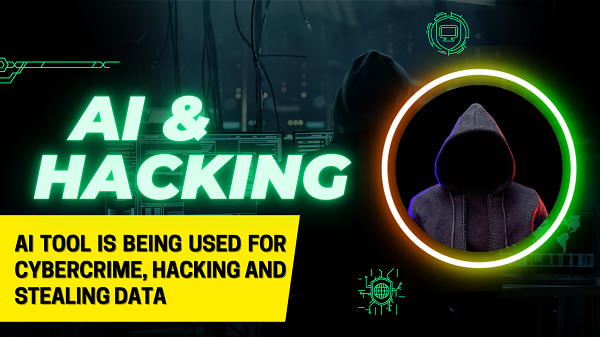 AI &
HACKING
AI TOOL IS BEING USED FOR
CYBERCRIME, HACKING AND
STEALING DATA